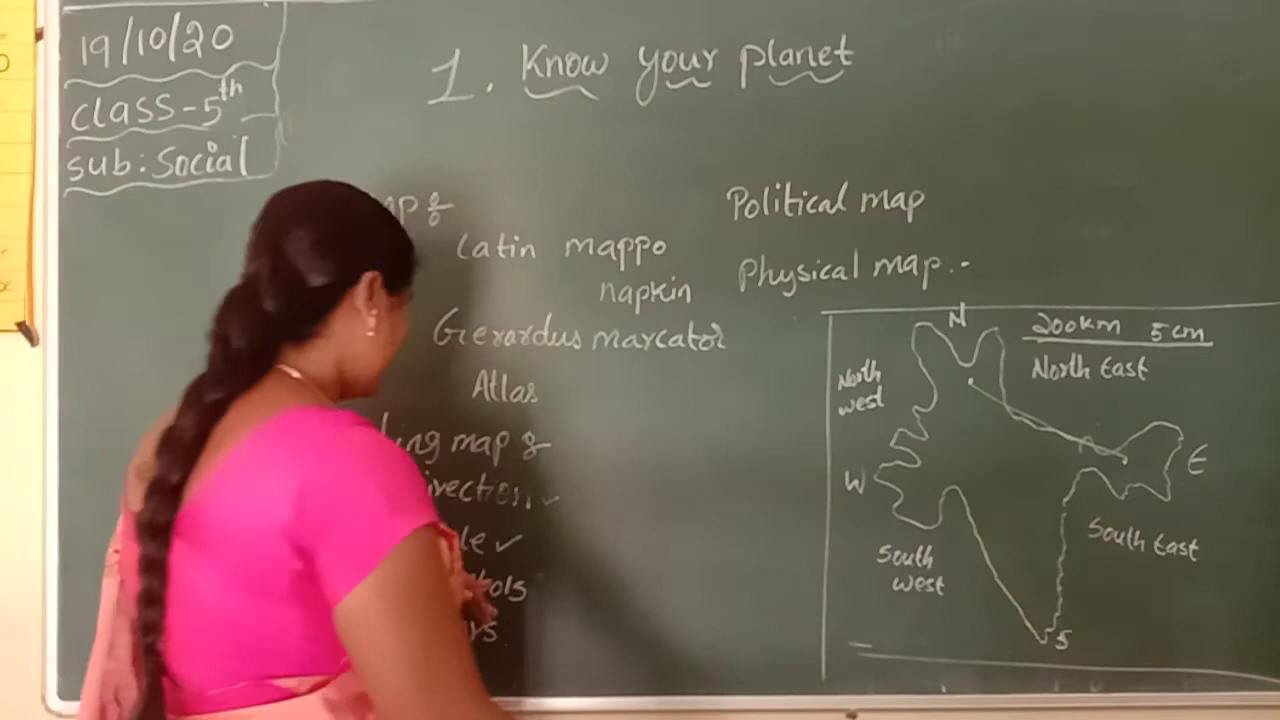 19/10/20
class-5th
sub: Social
1. Know your planet
Latin mappo
napkin
Gerardus marcator
Atlas
map
Political map
Physical map..
N
200km 5cm
North East
North
west
W
E
South
west
South East
S